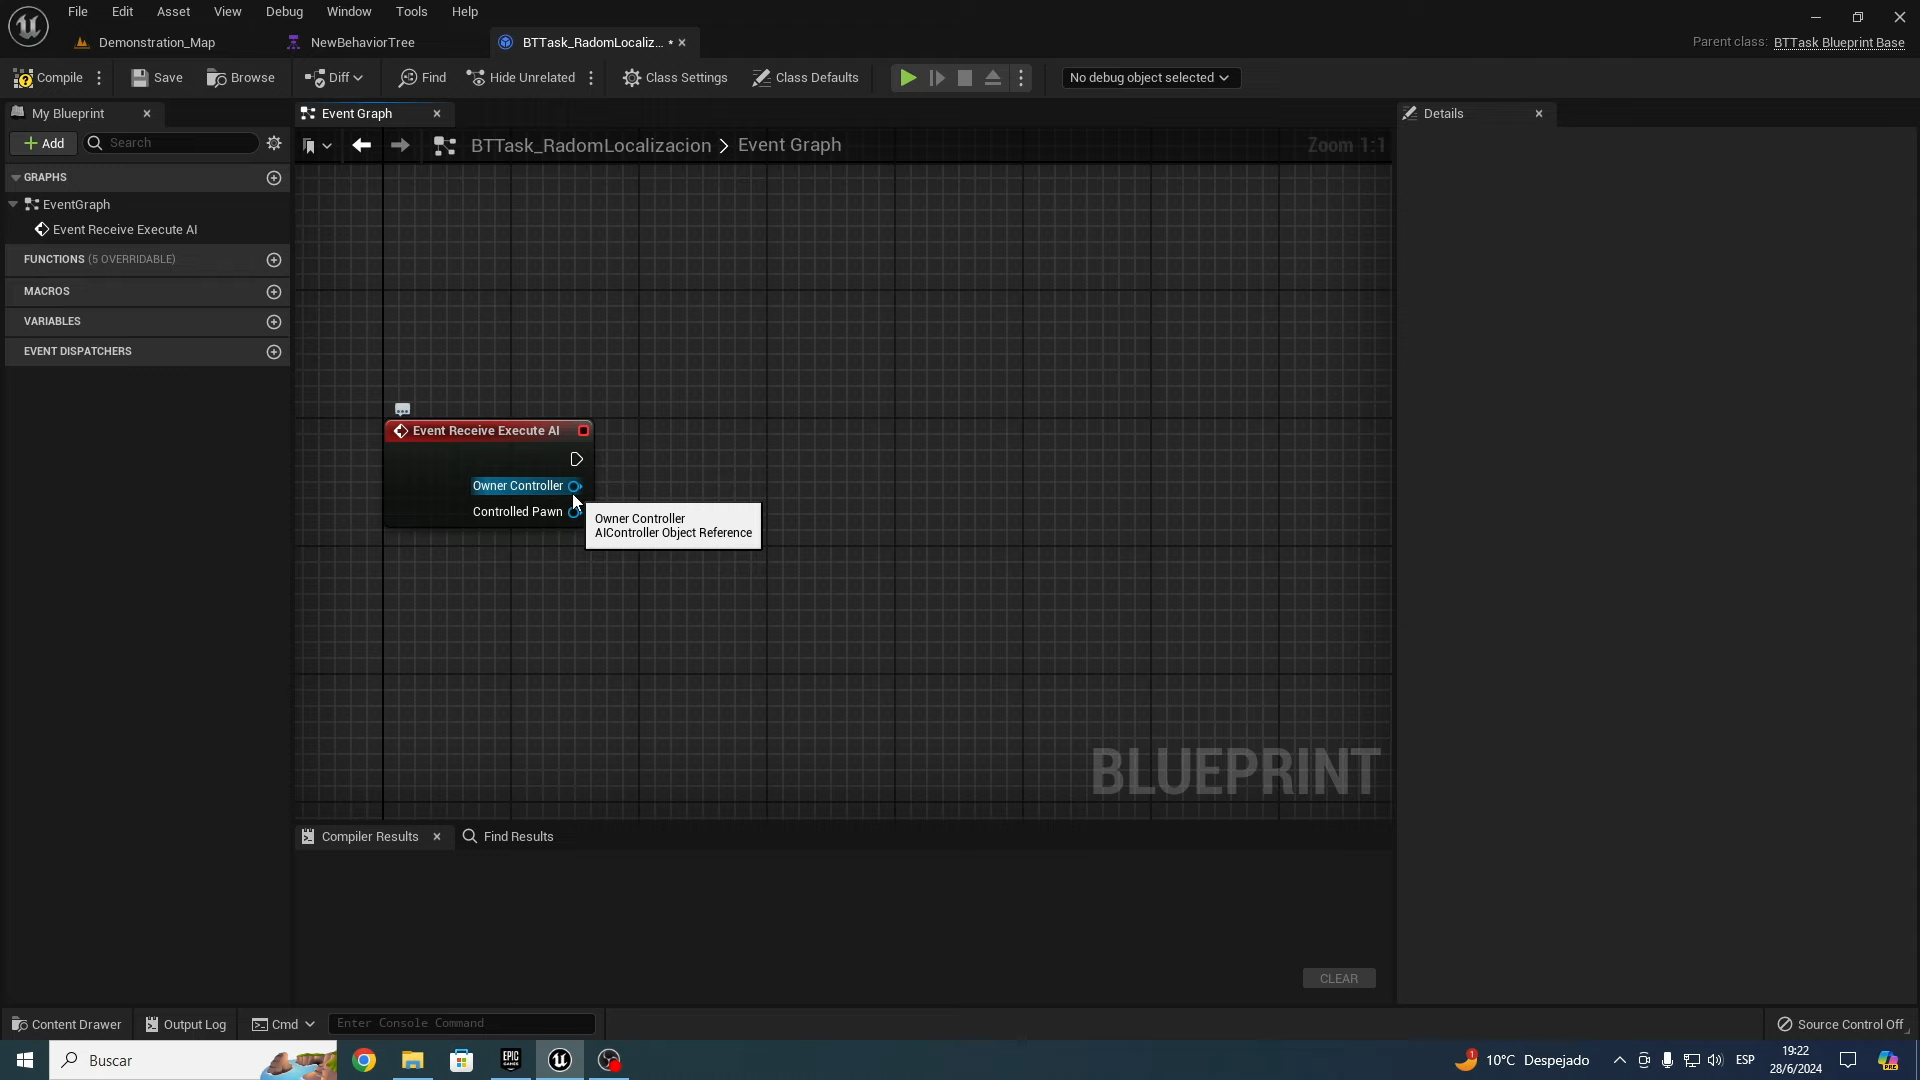 File Edit Asset View Debug Window Tools Help
Demonstration_Map NewBehaviorTree BTTask_RadomLocaliz... • Parent class: BTTask Blueprint Base
Compile Save Browse Diff Find Hide Unrelated Class Settings Class Defaults No debug object selected
My Blueprint Event Graph Details
Add Search
BTTask_RadomLocalizacion > Event Graph Zoom 1:1
GRAPHS
EventGraph
Event Receive Execute AI
FUNCTIONS (5 OVERRIDABLE)
MACROS
VARIABLES
EVENT DISPATCHERS
Event Receive Execute AI
Owner Controller
Controlled Pawn
Owner Controller
AIController Object Reference
BLUEPRINT
Compiler Results Find Results
CLEAR
Content Drawer Output Log Cmd Enter Console Command Source Control Off
Buscar EPIC GAMES 1 10°C Despejado ESP 19:22
28/6/2024
PRE